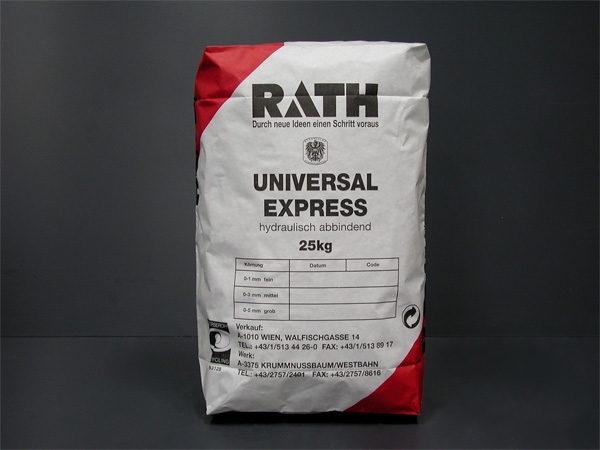 RATH
Durch neue Ideen einen Schritt voraus
UNIVERSAL
EXPRESS
hydraulisch abbindend
25kg
Körnung Datum Code
0-1 mm fein
0-3 mm mittel
0-5 mm grob
Verkauf:
A-1010 WIEN, WALFISCHGASSE 14
TEL.: +43/1/513 44 26-0 FAX: +43/1/513 89 17
Werk:
A-3375 KRUMMNUSSBAUM/WESTBAHN
TEL.: +43/2757/2401 FAX: +43/2757/8616